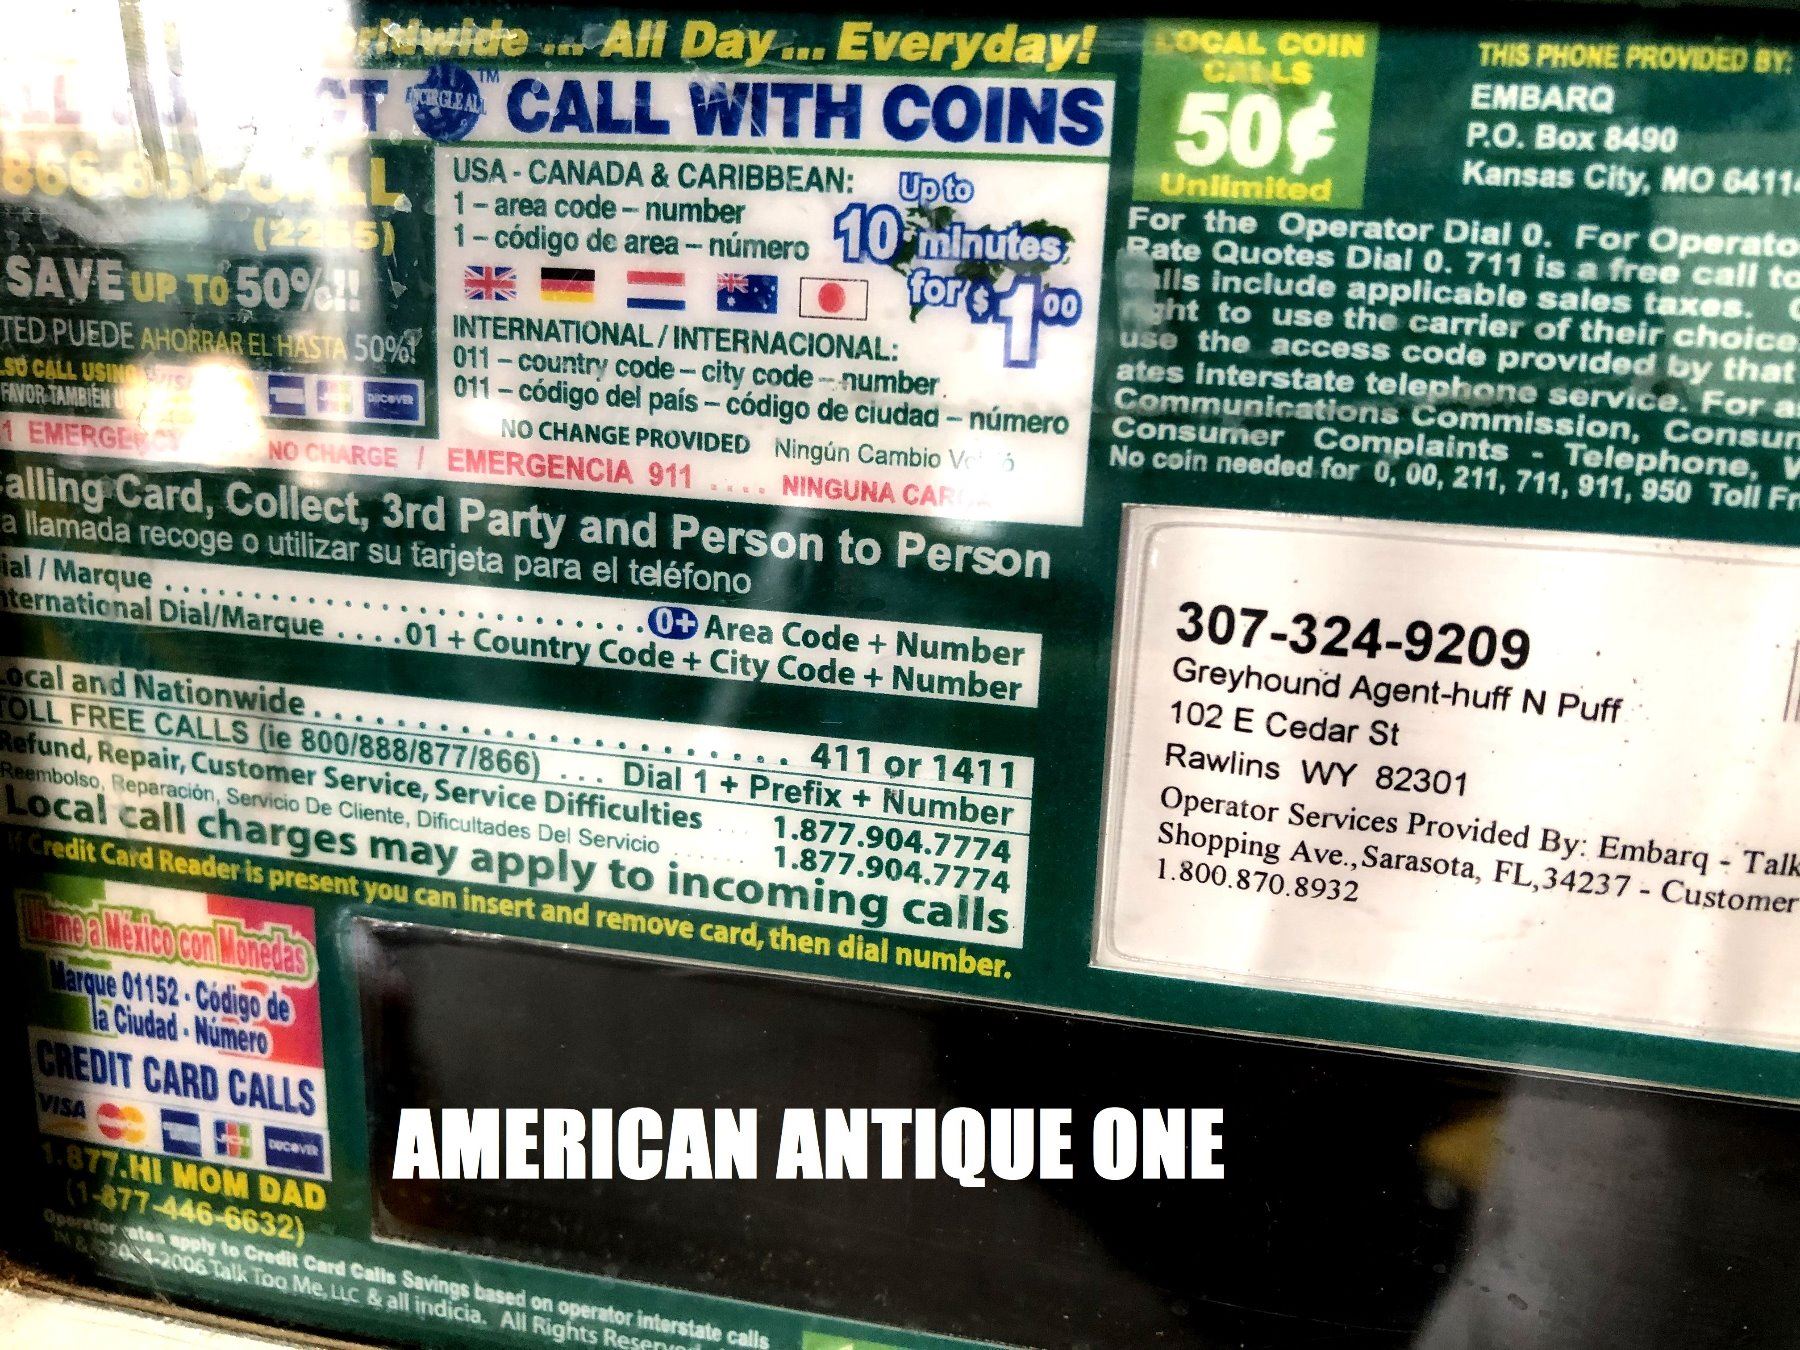 ... All Day ... Everyday!
CALL WITH COINS
TM
USA - CANADA & CARIBBEAN:
1 – area code – number
1 – código de area – número
Up to
10 minutes
for $1.00
INTERNATIONAL / INTERNACIONAL:
011 – country code – city code – number
011 – código del país – código de ciudad – número
NO CHANGE PROVIDED Ningún Cambio
NO CHARGE / EMERGENCIA 911 .... NINGUNA
SAVE UP TO 50%!!
PUEDE AHORRAR EL HASTA 50%!
CALL USING
FAVOR TAMBIÉN
DISCOVER
Card, Collect, 3rd Party and Person to Person
a llamada recoge o utilizar su tarjeta para el teléfono
/ Marque .......... 0+ Area Code + Number
Dial/Marque ....01 + Country Code + City Code + Number
and Nationwide .......... 411 or 1411
TOLL FREE CALLS (ie 800/888/877/866) ... Dial 1 + Prefix + Number
Refund, Repair, Customer Service, Service Difficulties ... 1.877.904.7774
Reembolso, Reparación, Servicio De Cliente, Dificultades Del Servicio ...... 1.877.904.7774
Local call charges may apply to incoming calls
If Credit Card Reader is present you can insert and remove card, then dial number.
LOCAL COIN
CALLS
50¢
Unlimited
THIS PHONE PROVIDED BY:
EMBARQ
P.O. Box 8490
Kansas City, MO
For the Operator Dial 0. For
Rate Quotes Dial 0. 711 is a free call to
include applicable sales taxes.
to use the carrier of their choice
use the access code provided by that
interstate telephone service. For
Communications Commission,
Consumer Complaints - Telephone,
No coin needed for 0, 00, 211, 711, 911, 950 Toll
307-324-9209
Greyhound Agent-huff N Puff
102 E Cedar St
Rawlins WY 82301
Operator Services Provided By: Embarq - Talk
Shopping Ave.,Sarasota, FL,34237 - Customer
1.800.870.8932
Llame a México con Monedas
Marque 01152 - Código de
la Ciudad - Número
CREDIT CARD CALLS
VISA
DISCOVER
1.877.HI MOM DAD
(1-877-446-6632)
Operator rates apply to Credit Card Calls Savings based on operator interstate calls
Talk Too Me, LLC & all indicia. All Rights
AMERICAN ANTIQUE ONE